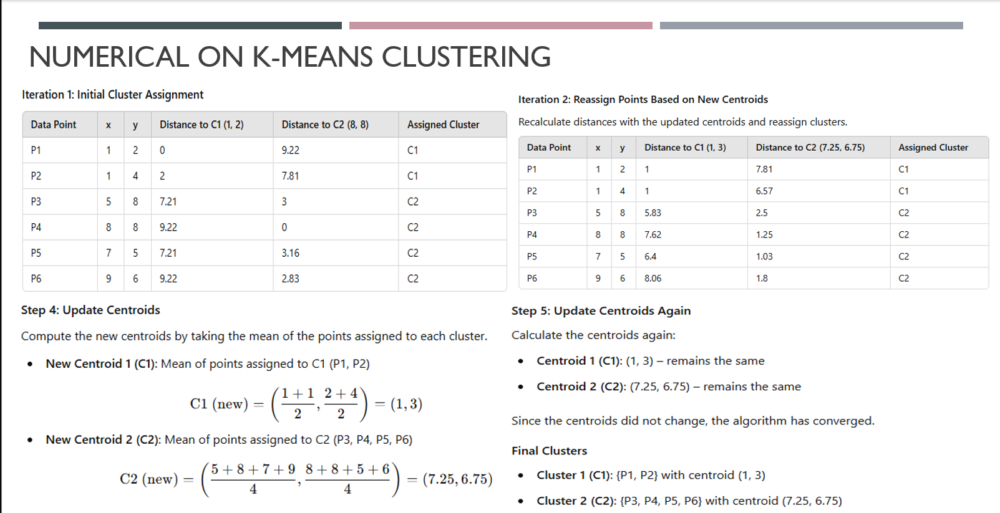 NUMERICAL ON K-MEANS CLUSTERING
Iteration 1: Initial Cluster Assignment
Data Point x y Distance to C1 (1, 2) Distance to C2 (8, 8) Assigned Cluster
P1 1 2 0 9.22 C1
P2 1 4 2 7.81 C1
P3 5 8 7.21 3 C2
P4 8 8 9.22 0 C2
P5 7 5 7.21 3.16 C2
P6 9 6 9.22 2.83 C2
Step 4: Update Centroids
Compute the new centroids by taking the mean of the points assigned to each cluster.
• New Centroid 1 (C1): Mean of points assigned to C1 (P1, P2)
C1 (new) = ((1 + 1)/2, (2 + 4)/2) = (1, 3)
• New Centroid 2 (C2): Mean of points assigned to C2 (P3, P4, P5, P6)
C2 (new) = ((5 + 8 + 7 + 9)/4, (8 + 8 + 5 + 6)/4) = (7.25, 6.75)
Iteration 2: Reassign Points Based on New Centroids
Recalculate distances with the updated centroids and reassign clusters.
Data Point x y Distance to C1 (1, 3) Distance to C2 (7.25, 6.75) Assigned Cluster
P1 1 2 1 7.81 C1
P2 1 4 1 6.57 C1
P3 5 8 5.83 2.5 C2
P4 8 8 7.62 1.25 C2
P5 7 5 6.4 1.03 C2
P6 9 6 8.06 1.8 C2
Step 5: Update Centroids Again
Calculate the centroids again:
• Centroid 1 (C1): (1, 3) – remains the same
• Centroid 2 (C2): (7.25, 6.75) – remains the same
Since the centroids did not change, the algorithm has converged.
Final Clusters
• Cluster 1 (C1): {P1, P2} with centroid (1, 3)
• Cluster 2 (C2): {P3, P4, P5, P6} with centroid (7.25, 6.75)